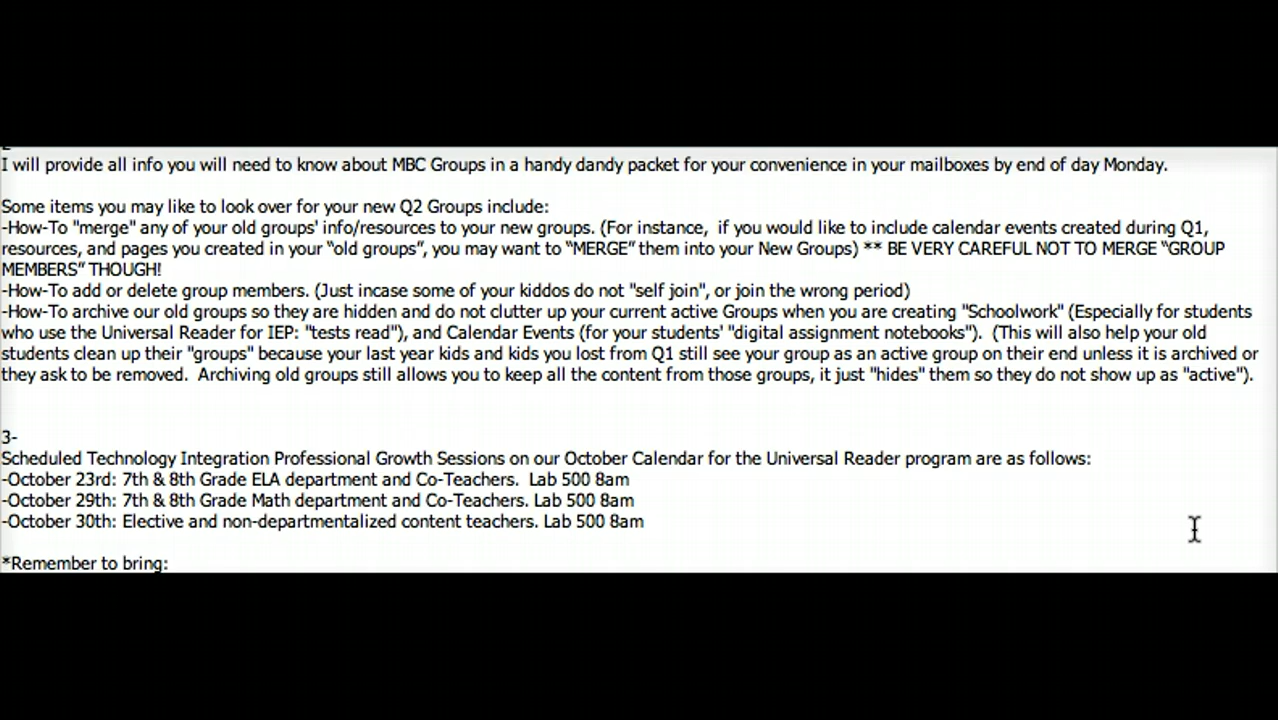 I will provide all info you will need to know about MBC Groups in a handy dandy packet for your convenience in your mailboxes by end of day Monday.
Some items you may like to look over for your new Q2 Groups include:
-How-To "merge" any of your old groups' info/resources to your new groups. (For instance,  if you would like to include calendar events created during Q1,
resources, and pages you created in your “old groups”, you may want to “MERGE” them into your New Groups) ** BE VERY CAREFUL NOT TO MERGE “GROUP
MEMBERS” THOUGH!
-How-To add or delete group members. (Just incase some of your kiddos do not "self join", or join the wrong period)
-How-To archive our old groups so they are hidden and do not clutter up your current active Groups when you are creating "Schoolwork" (Especially for students
who use the Universal Reader for IEP: "tests read"), and Calendar Events (for your students' "digital assignment notebooks").  (This will also help your old
students clean up their "groups" because your last year kids and kids you lost from Q1 still see your group as an active group on their end unless it is archived or
they ask to be removed.  Archiving old groups still allows you to keep all the content from those groups, it just "hides" them so they do not show up as "active").
3-
Scheduled Technology Integration Professional Growth Sessions on our October Calendar for the Universal Reader program are as follows:
-October 23rd: 7th & 8th Grade ELA department and Co-Teachers.  Lab 500 8am
-October 29th: 7th & 8th Grade Math department and Co-Teachers. Lab 500 8am
-October 30th: Elective and non-departmentalized content teachers. Lab 500 8am
*Remember to bring: